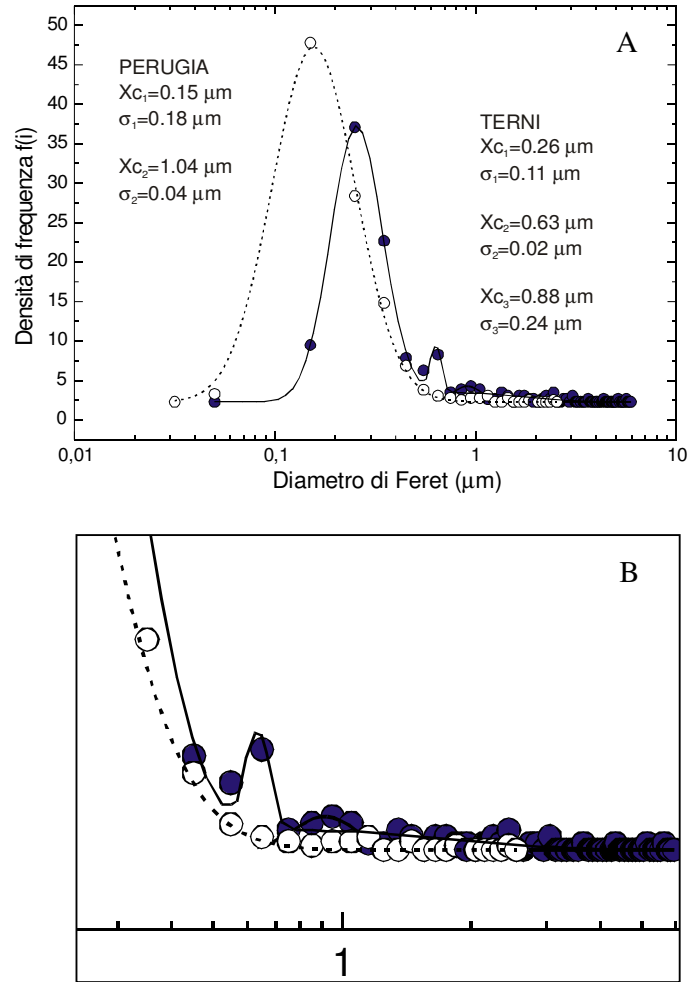 A
50
45
40
35
30
25
20
15
10
5
0
Densità di frequenza f(i)
PERUGIA
Xc₁=0.15 μm
σ₁=0.18 μm
Xc₂=1.04 μm
σ₂=0.04 μm
TERNI
Xc₁=0.26 μm
σ₁=0.11 μm
Xc₂=0.63 μm
σ₂=0.02 μm
Xc₃=0.88 μm
σ₃=0.24 μm
0,01 0,1 1 10
Diametro di Feret (μm)
B
1